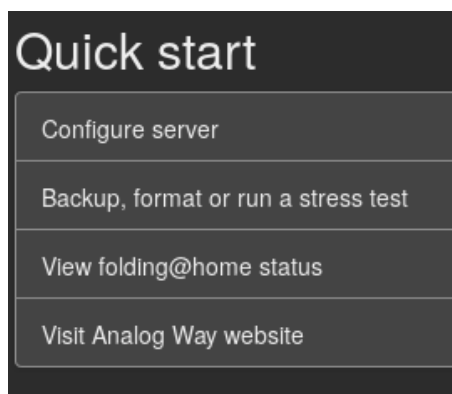 Quick start
Configure server
Backup, format or run a stress test
View folding@home status
Visit Analog Way website